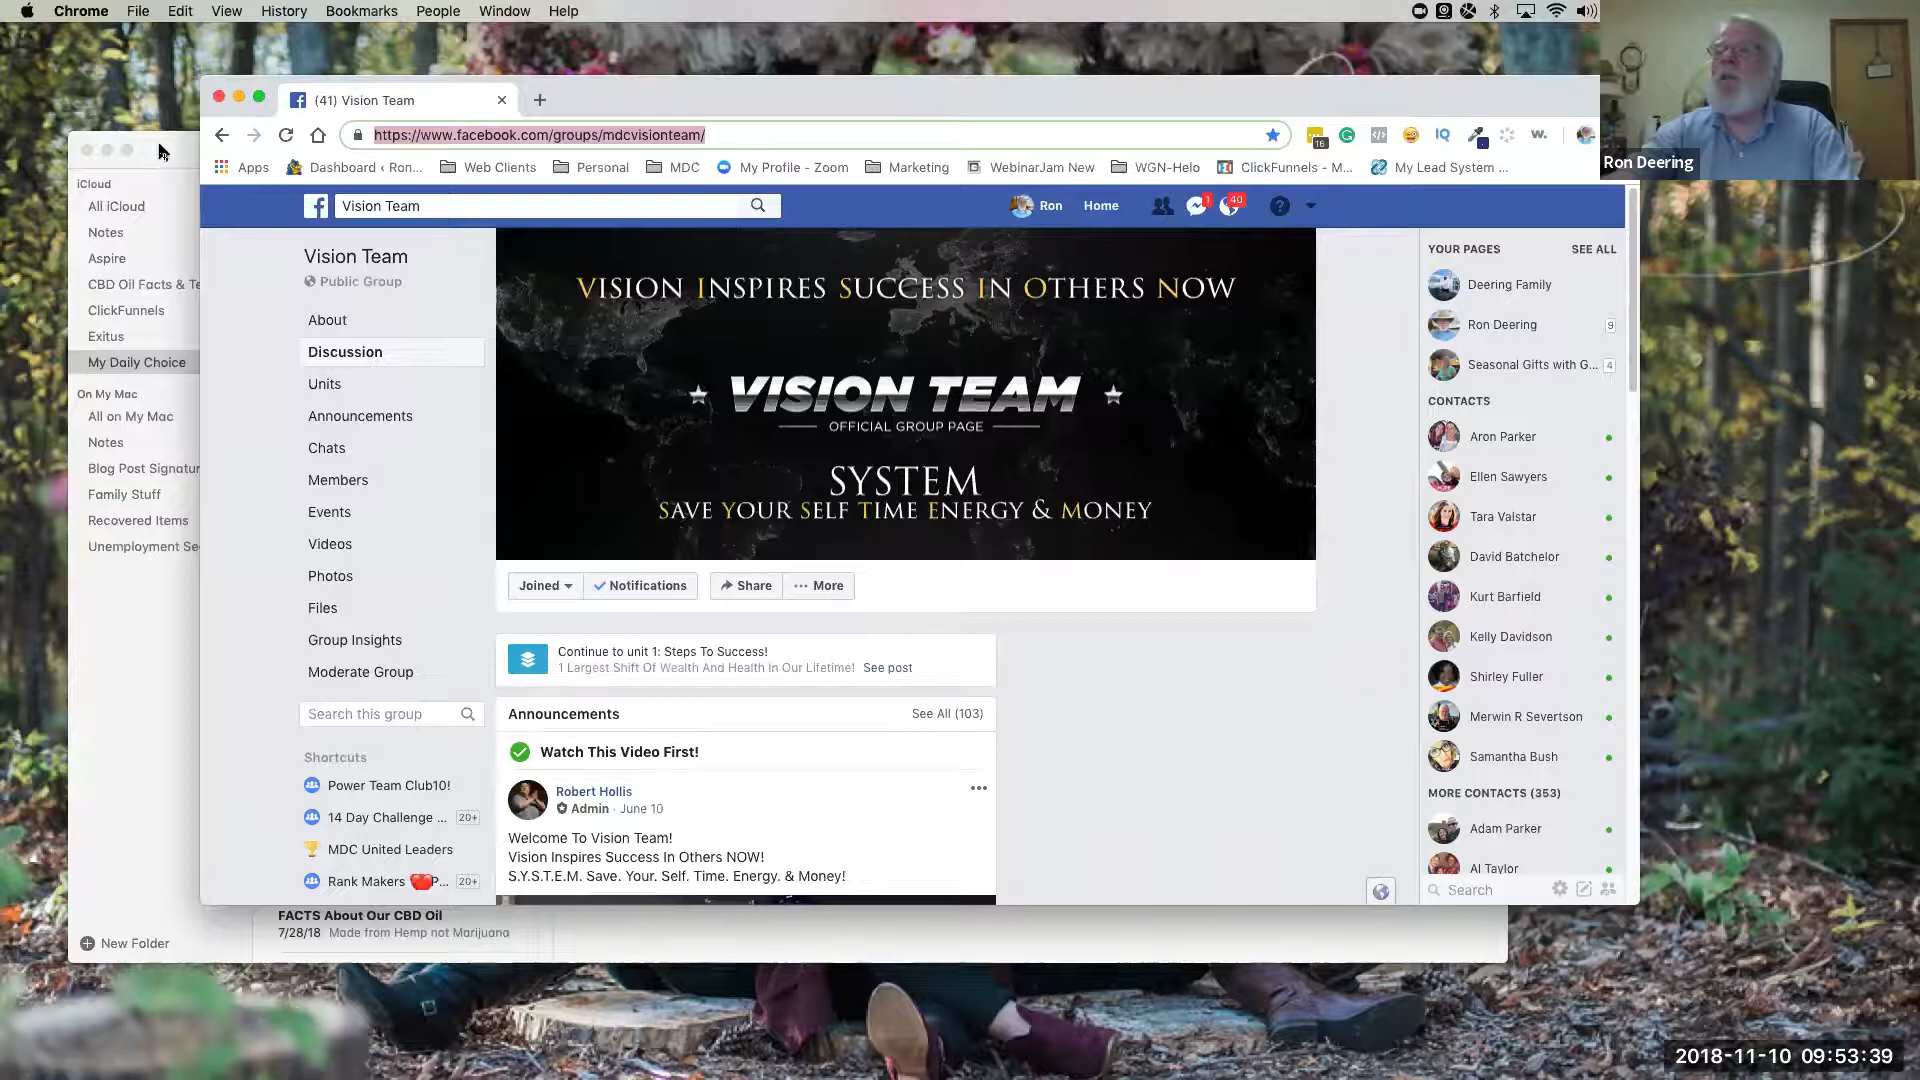 Chrome File Edit View History Bookmarks People Window Help
(41) Vision Team
https://www.facebook.com/groups/mdcvisionteam/
16
IQ
W.
Apps Dashboard ‹ Ron... Web Clients Personal MDC My Profile - Zoom Marketing WebinarJam New WGN-Helo ClickFunnels - M... My Lead System ...
Ron Deering
Vision Team
Ron Home
1
40
iCloud
All iCloud
Notes
Aspire
CBD Oil Facts & Te
ClickFunnels
Exitus
My Daily Choice
On My Mac
All on My Mac
Notes
Blog Post Signatur
Family Stuff
Recovered Items
Unemployment Se
New Folder
Vision Team
Public Group
About
Discussion
Units
Announcements
Chats
Members
Events
Videos
Photos
Files
Group Insights
Moderate Group
Search this group
Shortcuts
Power Team Club10!
14 Day Challenge ... 20+
MDC United Leaders
Rank Makers P... 20+
VISION INSPIRES SUCCESS IN OTHERS NOW
VISION TEAM
OFFICIAL GROUP PAGE
SYSTEM
SAVE YOUR SELF TIME ENERGY & MONEY
Joined Notifications Share More
Continue to unit 1: Steps To Success!
1 Largest Shift Of Wealth And Health In Our Lifetime! See post
Announcements See All (103)
Watch This Video First!
Robert Hollis
Admin · June 10
Welcome To Vision Team!
Vision Inspires Success In Others NOW!
S.Y.S.T.E.M. Save. Your. Self. Time. Energy. & Money!
YOUR PAGES SEE ALL
Deering Family
Ron Deering 9
Seasonal Gifts with G... 4
CONTACTS
Aron Parker
Ellen Sawyers
Tara Valstar
David Batchelor
Kurt Barfield
Kelly Davidson
Shirley Fuller
Merwin R Severtson
Samantha Bush
MORE CONTACTS (353)
Adam Parker
Al Taylor
Search
FACTS About Our CBD Oil
7/28/18 Made from Hemp not Marijuana
2018-11-10 09:53:39